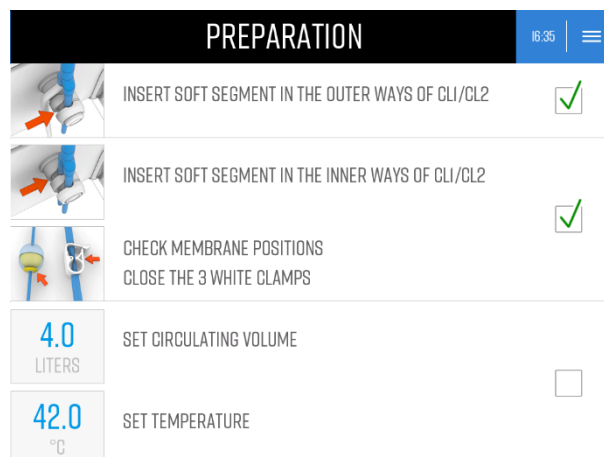 PREPARATION
16:35
INSERT SOFT SEGMENT IN THE OUTER WAYS OF CL1/CL2
INSERT SOFT SEGMENT IN THE INNER WAYS OF CL1/CL2
CHECK MEMBRANE POSITIONS
CLOSE THE 3 WHITE CLAMPS
4.0
LITERS
SET CIRCULATING VOLUME
42.0
°C
SET TEMPERATURE